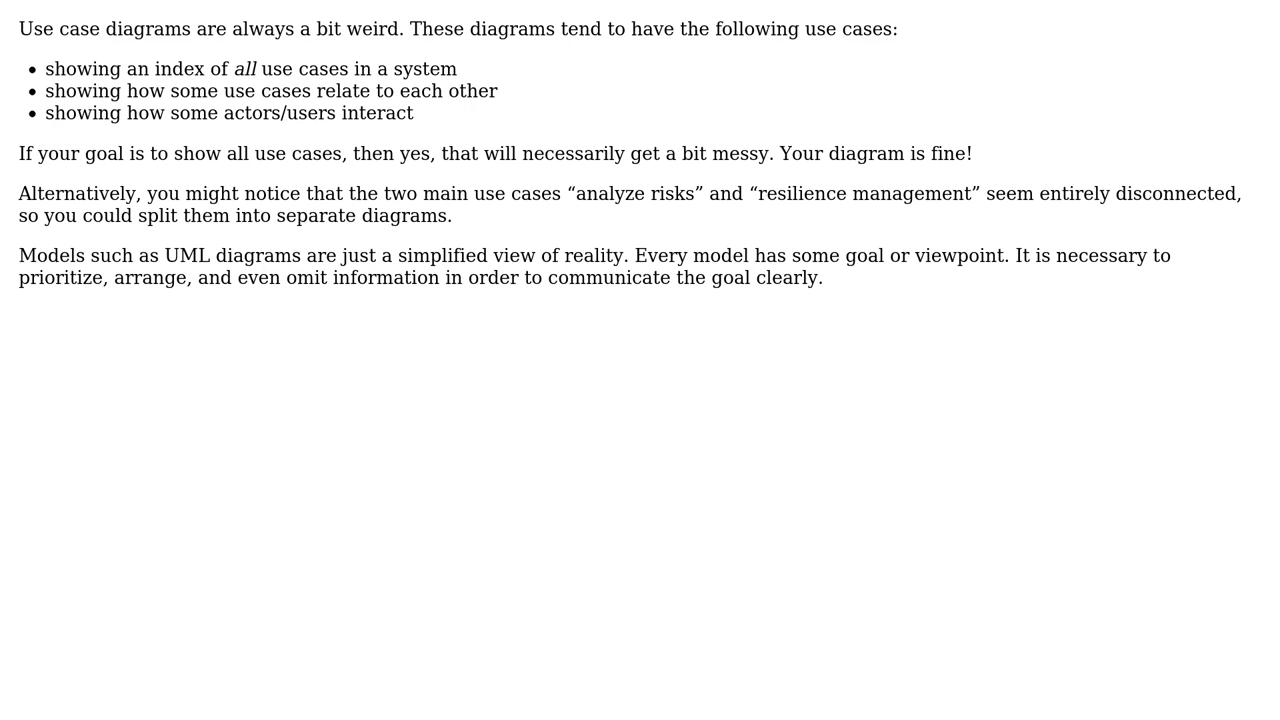 Use case diagrams are always a bit weird. These diagrams tend to have the following use cases:
• showing an index of all use cases in a system
• showing how some use cases relate to each other
• showing how some actors/users interact
If your goal is to show all use cases, then yes, that will necessarily get a bit messy. Your diagram is fine!
Alternatively, you might notice that the two main use cases “analyze risks” and “resilience management” seem entirely disconnected,
so you could split them into separate diagrams.
Models such as UML diagrams are just a simplified view of reality. Every model has some goal or viewpoint. It is necessary to
prioritize, arrange, and even omit information in order to communicate the goal clearly.